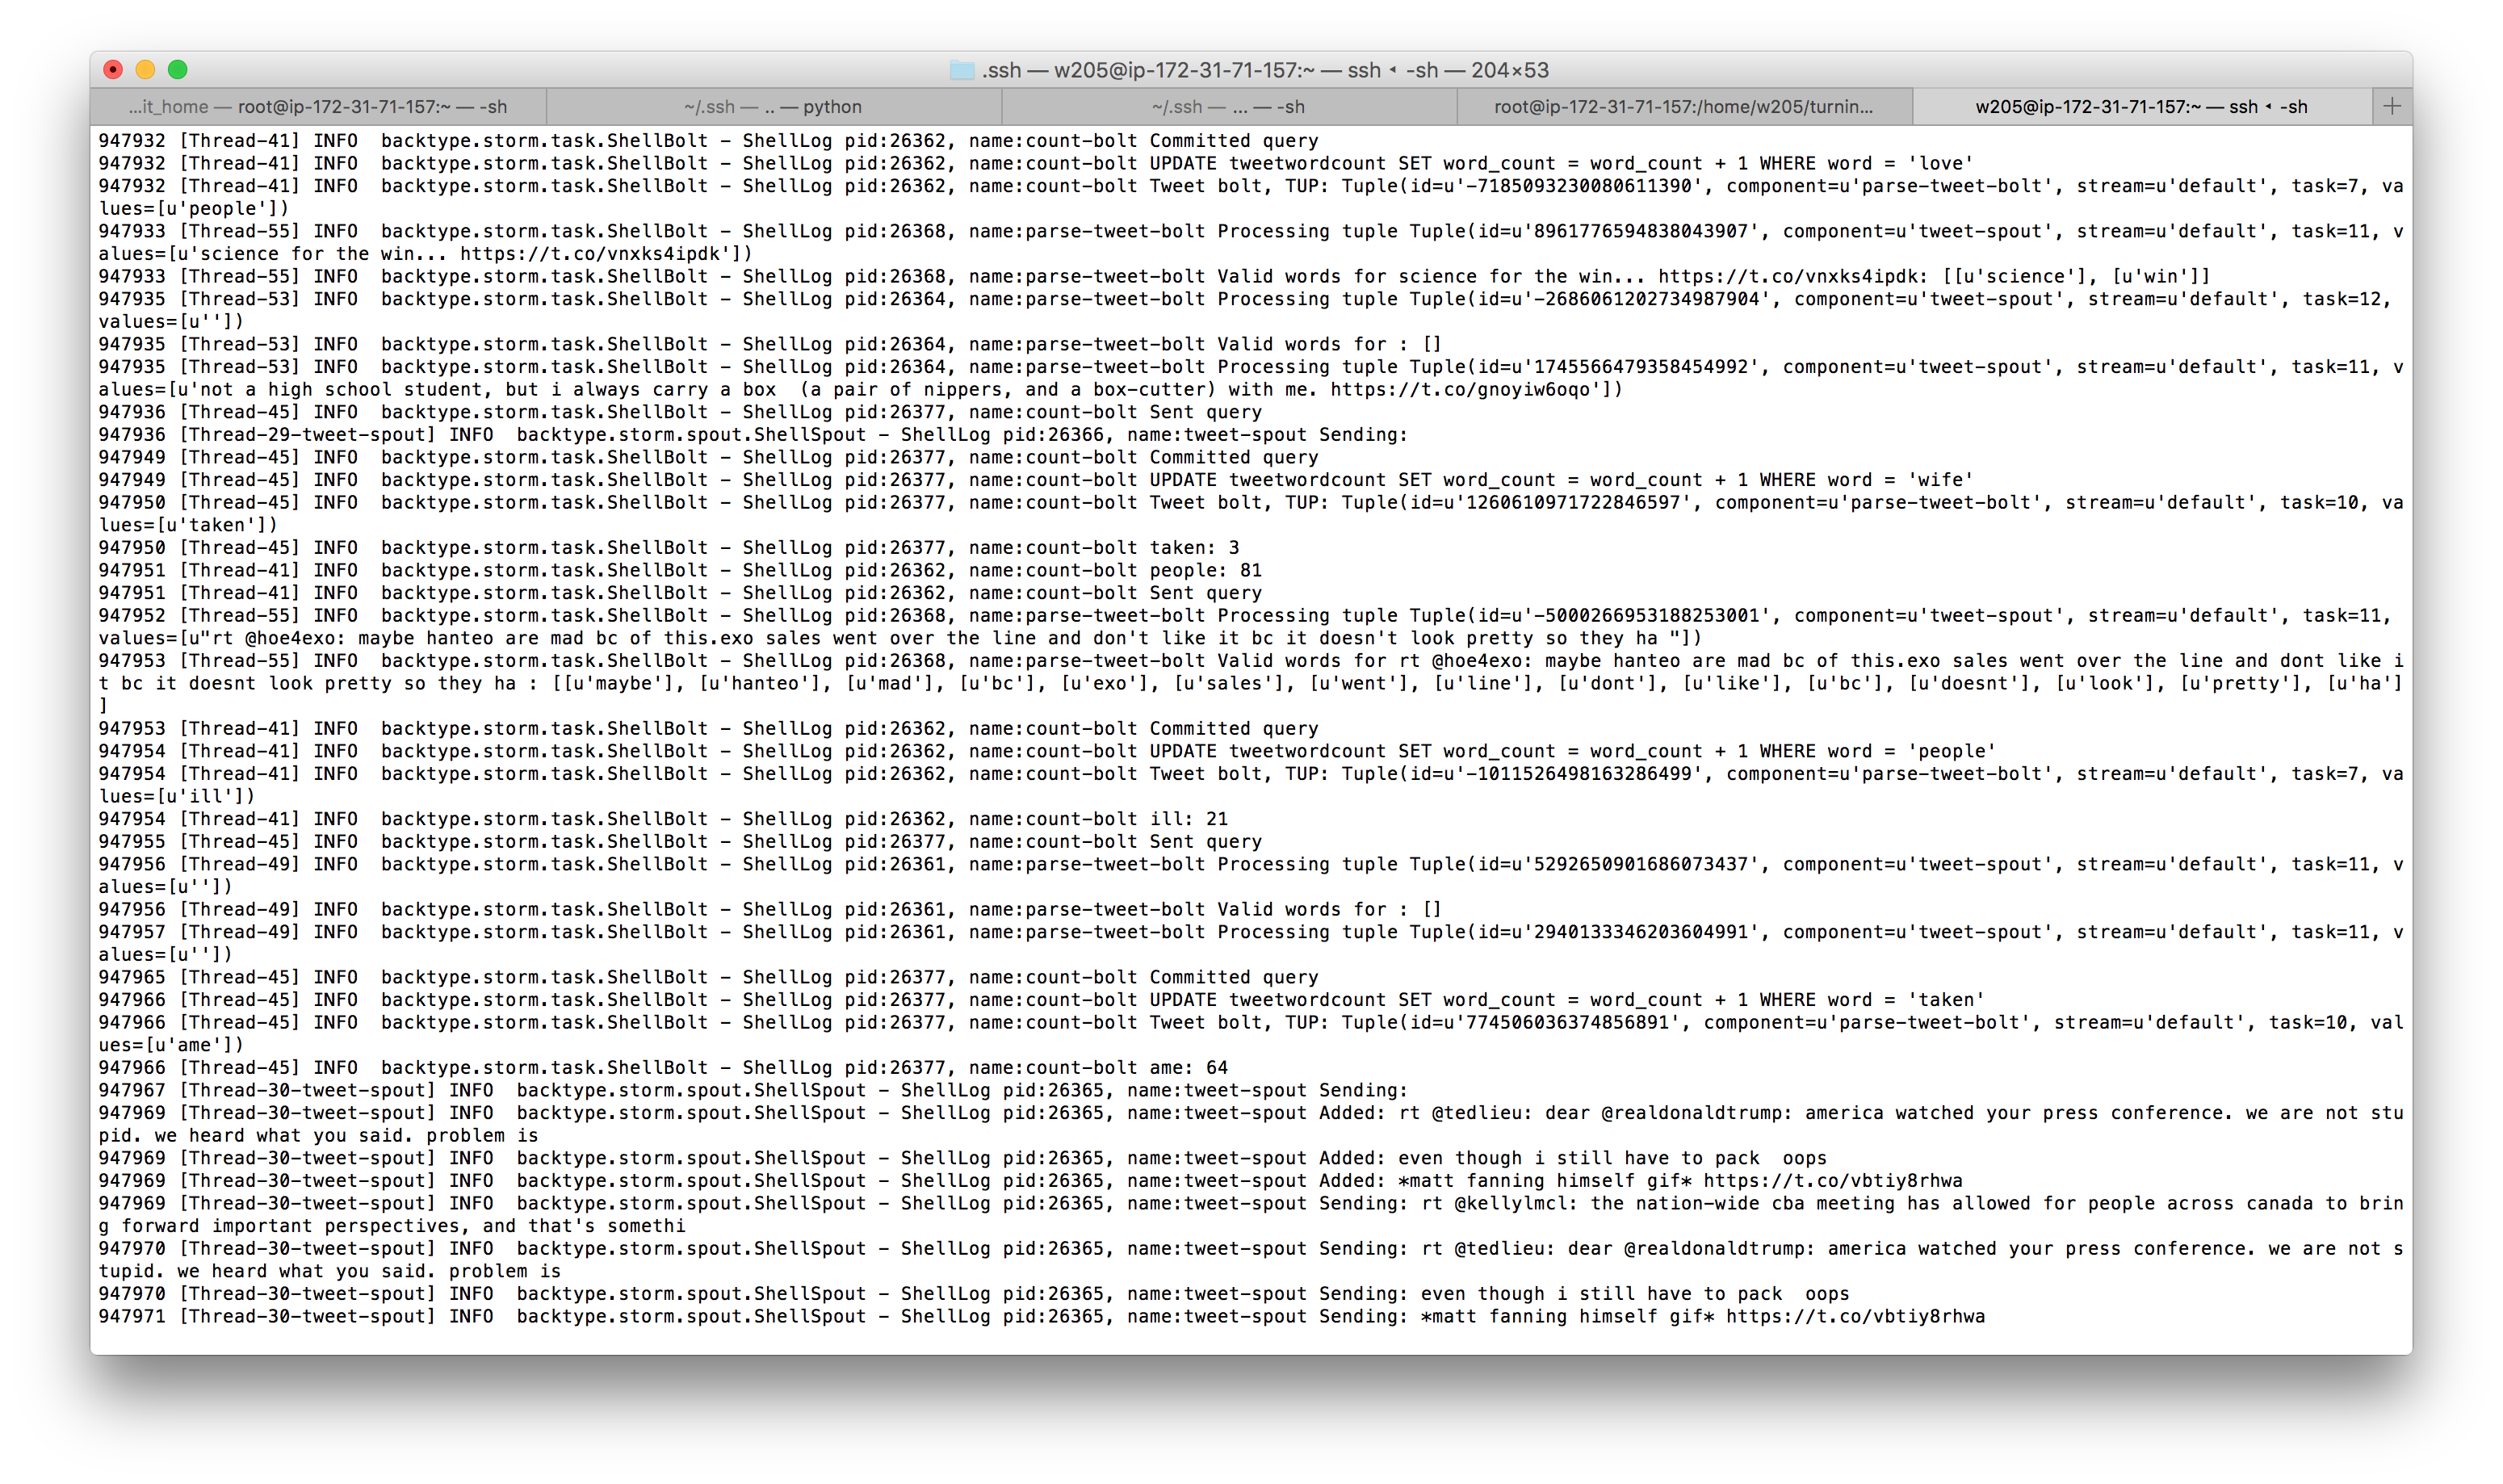 .ssh — w205@ip-172-31-71-157:~ — ssh ◂ -sh — 204×53
...it_home — root@ip-172-31-71-157:~ — -sh
~/.ssh — .. — python
~/.ssh — ... — -sh
root@ip-172-31-71-157:/home/w205/turnin...
w205@ip-172-31-71-157:~ — ssh ◂ -sh
947932 [Thread-41] INFO  backtype.storm.task.ShellBolt - ShellLog pid:26362, name:count-bolt Committed query
947932 [Thread-41] INFO  backtype.storm.task.ShellBolt - ShellLog pid:26362, name:count-bolt UPDATE tweetwordcount SET word_count = word_count + 1 WHERE word = 'love'
947932 [Thread-41] INFO  backtype.storm.task.ShellBolt - ShellLog pid:26362, name:count-bolt Tweet bolt, TUP: Tuple(id=u'-7185093230080611390', component=u'parse-tweet-bolt', stream=u'default', task=7, va
lues=[u'people'])
947933 [Thread-55] INFO  backtype.storm.task.ShellBolt - ShellLog pid:26368, name:parse-tweet-bolt Processing tuple Tuple(id=u'8961776594838043907', component=u'tweet-spout', stream=u'default', task=11, v
alues=[u'science for the win... https://t.co/vnxks4ipdk'])
947933 [Thread-55] INFO  backtype.storm.task.ShellBolt - ShellLog pid:26368, name:parse-tweet-bolt Valid words for science for the win... https://t.co/vnxks4ipdk: [[u'science'], [u'win']]
947935 [Thread-53] INFO  backtype.storm.task.ShellBolt - ShellLog pid:26364, name:parse-tweet-bolt Processing tuple Tuple(id=u'-2686061202734987904', component=u'tweet-spout', stream=u'default', task=12,
values=[u''])
947935 [Thread-53] INFO  backtype.storm.task.ShellBolt - ShellLog pid:26364, name:parse-tweet-bolt Valid words for : []
947935 [Thread-53] INFO  backtype.storm.task.ShellBolt - ShellLog pid:26364, name:parse-tweet-bolt Processing tuple Tuple(id=u'1745566479358454992', component=u'tweet-spout', stream=u'default', task=11, v
alues=[u'not a high school student, but i always carry a box  (a pair of nippers, and a box-cutter) with me. https://t.co/gnoyiw6oqo'])
947936 [Thread-45] INFO  backtype.storm.task.ShellBolt - ShellLog pid:26377, name:count-bolt Sent query
947936 [Thread-29-tweet-spout] INFO  backtype.storm.spout.ShellSpout - ShellLog pid:26366, name:tweet-spout Sending:
947949 [Thread-45] INFO  backtype.storm.task.ShellBolt - ShellLog pid:26377, name:count-bolt Committed query
947949 [Thread-45] INFO  backtype.storm.task.ShellBolt - ShellLog pid:26377, name:count-bolt UPDATE tweetwordcount SET word_count = word_count + 1 WHERE word = 'wife'
947950 [Thread-45] INFO  backtype.storm.task.ShellBolt - ShellLog pid:26377, name:count-bolt Tweet bolt, TUP: Tuple(id=u'1260610971722846597', component=u'parse-tweet-bolt', stream=u'default', task=10, va
lues=[u'taken'])
947950 [Thread-45] INFO  backtype.storm.task.ShellBolt - ShellLog pid:26377, name:count-bolt taken: 3
947951 [Thread-41] INFO  backtype.storm.task.ShellBolt - ShellLog pid:26362, name:count-bolt people: 81
947951 [Thread-41] INFO  backtype.storm.task.ShellBolt - ShellLog pid:26362, name:count-bolt Sent query
947952 [Thread-55] INFO  backtype.storm.task.ShellBolt - ShellLog pid:26368, name:parse-tweet-bolt Processing tuple Tuple(id=u'-5000266953188253001', component=u'tweet-spout', stream=u'default', task=11,
values=[u"rt @hoe4exo: maybe hanteo are mad bc of this.exo sales went over the line and don't like it bc it doesn't look pretty so they ha "])
947953 [Thread-55] INFO  backtype.storm.task.ShellBolt - ShellLog pid:26368, name:parse-tweet-bolt Valid words for rt @hoe4exo: maybe hanteo are mad bc of this.exo sales went over the line and dont like i
t bc it doesnt look pretty so they ha : [[u'maybe'], [u'hanteo'], [u'mad'], [u'bc'], [u'exo'], [u'sales'], [u'went'], [u'line'], [u'dont'], [u'like'], [u'bc'], [u'doesnt'], [u'look'], [u'pretty'], [u'ha']
]
947953 [Thread-41] INFO  backtype.storm.task.ShellBolt - ShellLog pid:26362, name:count-bolt Committed query
947954 [Thread-41] INFO  backtype.storm.task.ShellBolt - ShellLog pid:26362, name:count-bolt UPDATE tweetwordcount SET word_count = word_count + 1 WHERE word = 'people'
947954 [Thread-41] INFO  backtype.storm.task.ShellBolt - ShellLog pid:26362, name:count-bolt Tweet bolt, TUP: Tuple(id=u'-1011526498163286499', component=u'parse-tweet-bolt', stream=u'default', task=7, va
lues=[u'ill'])
947954 [Thread-41] INFO  backtype.storm.task.ShellBolt - ShellLog pid:26362, name:count-bolt ill: 21
947955 [Thread-45] INFO  backtype.storm.task.ShellBolt - ShellLog pid:26377, name:count-bolt Sent query
947956 [Thread-49] INFO  backtype.storm.task.ShellBolt - ShellLog pid:26361, name:parse-tweet-bolt Processing tuple Tuple(id=u'5292650901686073437', component=u'tweet-spout', stream=u'default', task=11, v
alues=[u''])
947956 [Thread-49] INFO  backtype.storm.task.ShellBolt - ShellLog pid:26361, name:parse-tweet-bolt Valid words for : []
947957 [Thread-49] INFO  backtype.storm.task.ShellBolt - ShellLog pid:26361, name:parse-tweet-bolt Processing tuple Tuple(id=u'2940133346203604991', component=u'tweet-spout', stream=u'default', task=11, v
alues=[u''])
947965 [Thread-45] INFO  backtype.storm.task.ShellBolt - ShellLog pid:26377, name:count-bolt Committed query
947966 [Thread-45] INFO  backtype.storm.task.ShellBolt - ShellLog pid:26377, name:count-bolt UPDATE tweetwordcount SET word_count = word_count + 1 WHERE word = 'taken'
947966 [Thread-45] INFO  backtype.storm.task.ShellBolt - ShellLog pid:26377, name:count-bolt Tweet bolt, TUP: Tuple(id=u'774506036374856891', component=u'parse-tweet-bolt', stream=u'default', task=10, val
ues=[u'ame'])
947966 [Thread-45] INFO  backtype.storm.task.ShellBolt - ShellLog pid:26377, name:count-bolt ame: 64
947967 [Thread-30-tweet-spout] INFO  backtype.storm.spout.ShellSpout - ShellLog pid:26365, name:tweet-spout Sending:
947969 [Thread-30-tweet-spout] INFO  backtype.storm.spout.ShellSpout - ShellLog pid:26365, name:tweet-spout Added: rt @tedlieu: dear @realdonaldtrump: america watched your press conference. we are not stu
pid. we heard what you said. problem is
947969 [Thread-30-tweet-spout] INFO  backtype.storm.spout.ShellSpout - ShellLog pid:26365, name:tweet-spout Added: even though i still have to pack  oops
947969 [Thread-30-tweet-spout] INFO  backtype.storm.spout.ShellSpout - ShellLog pid:26365, name:tweet-spout Added: *matt fanning himself gif* https://t.co/vbtiy8rhwa
947969 [Thread-30-tweet-spout] INFO  backtype.storm.spout.ShellSpout - ShellLog pid:26365, name:tweet-spout Sending: rt @kellylmcl: the nation-wide cba meeting has allowed for people across canada to brin
g forward important perspectives, and that's somethi
947970 [Thread-30-tweet-spout] INFO  backtype.storm.spout.ShellSpout - ShellLog pid:26365, name:tweet-spout Sending: rt @tedlieu: dear @realdonaldtrump: america watched your press conference. we are not s
tupid. we heard what you said. problem is
947970 [Thread-30-tweet-spout] INFO  backtype.storm.spout.ShellSpout - ShellLog pid:26365, name:tweet-spout Sending: even though i still have to pack  oops
947971 [Thread-30-tweet-spout] INFO  backtype.storm.spout.ShellSpout - ShellLog pid:26365, name:tweet-spout Sending: *matt fanning himself gif* https://t.co/vbtiy8rhwa